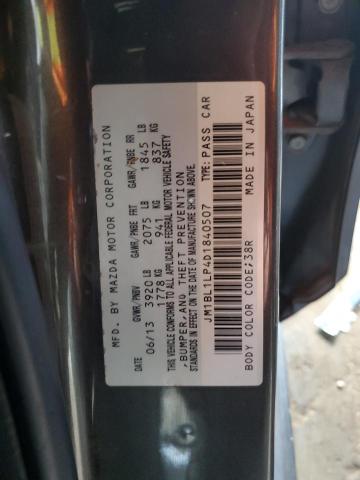 MFD. BY MAZDA MOTOR CORPORATION
DATE GVWR/PNBV GAWR/PNBE FRT GAWR/PNBE RR
06/13 3920 LB 2075 LB 1845 LB
1778 KG 941 KG 837 KG
THIS VEHICLE CONFORMS TO ALL APPLICABLE FEDERAL MOTOR VEHICLE SAFETY
,BUMPER,AND THEFT PREVENTION
STANDARDS IN EFFECT ON THE DATE OF MANUFACTURE SHOWN ABOVE.
JM1BL1LP4D1840507 TYPE:PASS CAR
BODY COLOR CODE;38R MADE IN JAPAN